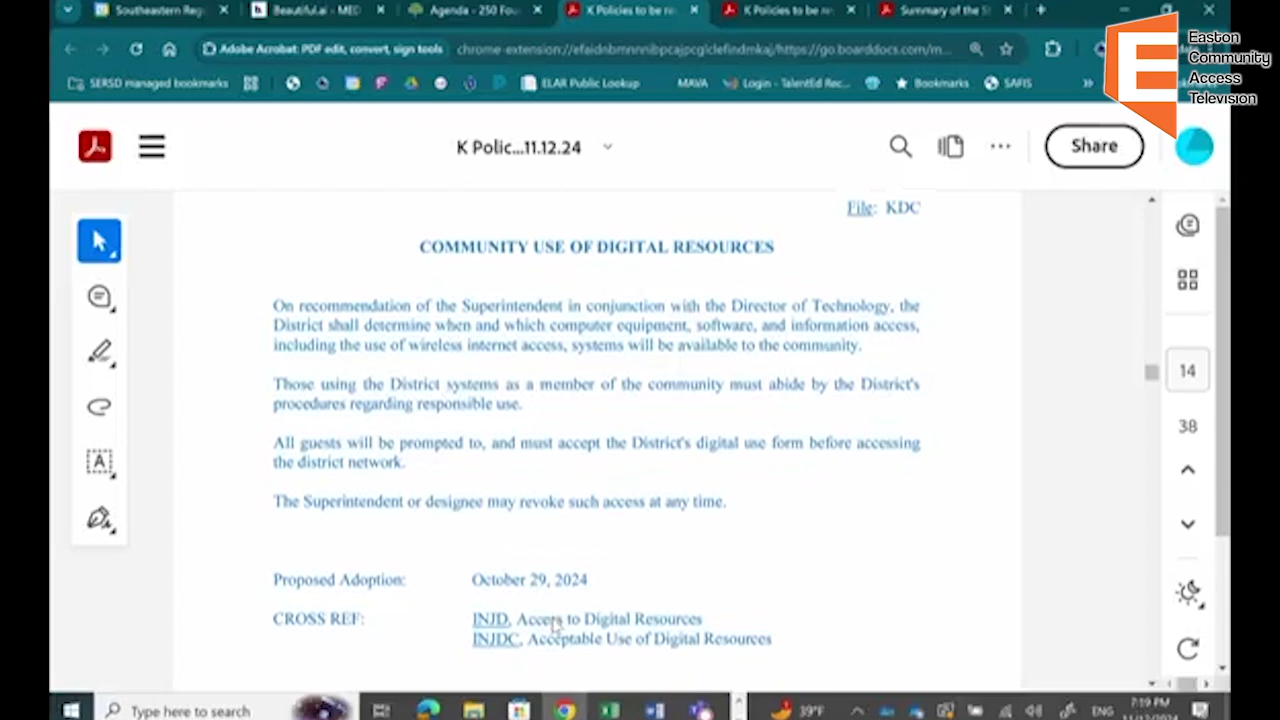 Southeastern Reg
Beautiful.ai - MED
Agenda - 250 Fou
K Policies to be re
K Policies to be re
Summary of the S
Adobe Acrobat: PDF edit, convert, sign tools
SERSD managed bookmarks
ELAR Public Lookup
MAVA
Login - TalentEd Rec...
Bookmarks
SAFIS
Easton
Community
Access
Television
K Polic...11.12.24
Share
File: KDC
COMMUNITY USE OF DIGITAL RESOURCES
On recommendation of the Superintendent in conjunction with the Director of Technology, the
District shall determine when and which computer equipment, software, and information access,
including the use of wireless internet access, systems will be available to the community.
Those using the District systems as a member of the community must abide by the District's
procedures regarding responsible use.
All guests will be prompted to, and must accept the District's digital use form before accessing
the district network.
The Superintendent or designee may revoke such access at any time.
Proposed Adoption: October 29, 2024
CROSS REF: INJD, Access to Digital Resources
INJDC, Acceptable Use of Digital Resources
14
38
Type here to search
39°F
ENG
7:19 PM